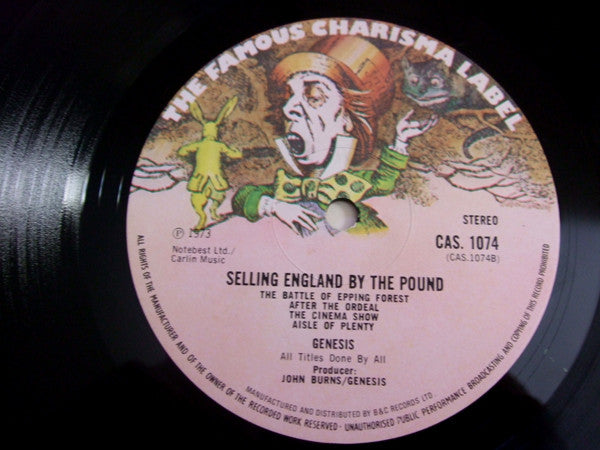 THE FAMOUS CHARISMA LABEL
STEREO
CAS. 1074
(CAS.1074B)
Ⓟ 1973
Notebest Ltd./
Carlin Music
SELLING ENGLAND BY THE POUND
THE BATTLE OF EPPING FOREST
AFTER THE ORDEAL
THE CINEMA SHOW
AISLE OF PLENTY
GENESIS
All Titles Done By All
Producer:
JOHN BURNS/GENESIS
MANUFACTURED AND DISTRIBUTED BY B&C RECORDS LTD
ALL RIGHTS OF THE MANUFACTURER AND OF THE OWNER OF THE RECORDED WORK RESERVED - UNAUTHORISED PUBLIC PERFORMANCE BROADCASTING AND COPYING OF THIS RECORD PROHIBITED